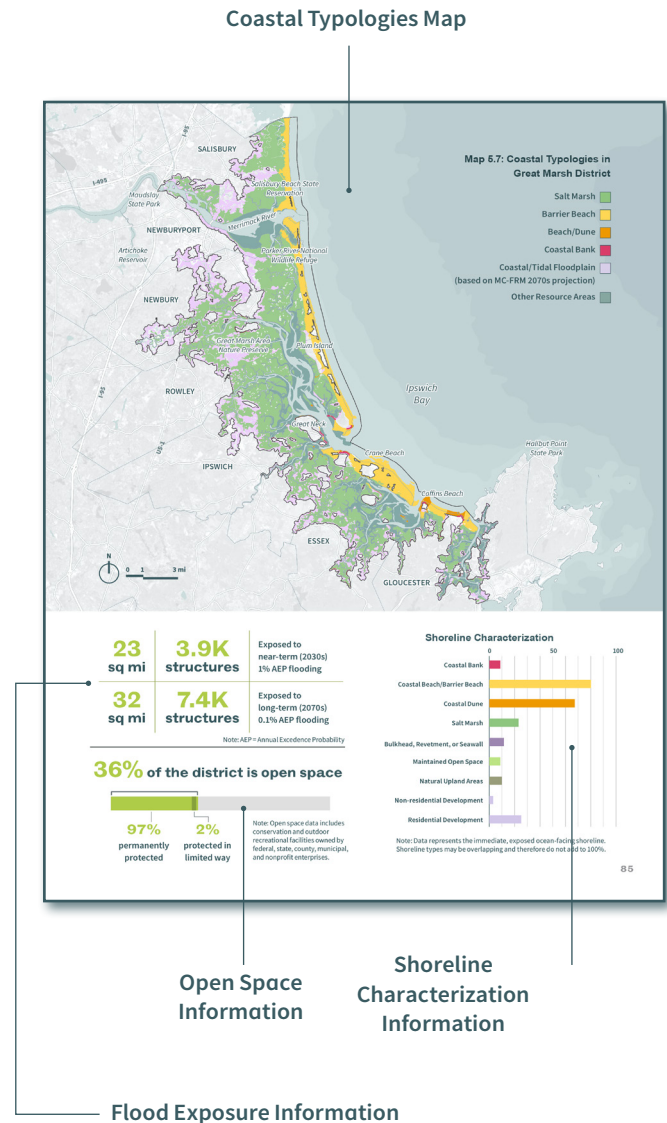 Coastal Typologies Map
Map 5.7: Coastal Typologies in
Great Marsh District
Salt Marsh
Barrier Beach
Beach/Dune
Coastal Bank
Coastal/Tidal Floodplain
(based on MC-FRM 2070s projection)
Other Resource Areas
I-495
US-1
SALISBURY
Maudslay
State Park
Salisbury Beach State
Reservation
Merrimack River
NEWBURYPORT
Artichoke
Reservoir
Parker River National
Wildlife Refuge
NEWBURY
Great Marsh Area
Nature Preserve
Plum Island
I-95
ROWLEY
Ipswich
Bay
US-1
Great Neck
Halibut Point
State Park
IPSWICH
Crane Beach
Coffins Beach
ESSEX
GLOUCESTER
N
0 1 3 mi
23
sq mi
3.9K
structures
Exposed to
near-term (2030s)
1% AEP flooding
32
sq mi
7.4K
structures
Exposed to
long-term (2070s)
0.1% AEP flooding
Note: AEP = Annual Excedence Probability
36% of the district is open space
97%
permanently
protected
2%
protected in
limited way
Note: Open space data includes
conservation and outdoor
recreational facilities owned by
federal, state, county, municipal,
and nonprofit enterprises.
Shoreline Characterization
0 50 100
Coastal Bank
Coastal Beach/Barrier Beach
Coastal Dune
Salt Marsh
Bulkhead, Revetment, or Seawall
Maintained Open Space
Natural Upland Areas
Non-residential Development
Residential Development
Note: Data represents the immediate, exposed ocean-facing shoreline.
Shoreline types may be overlapping and therefore do not add to 100%.
85
Open Space
Information
Shoreline
Characterization
Information
Flood Exposure Information